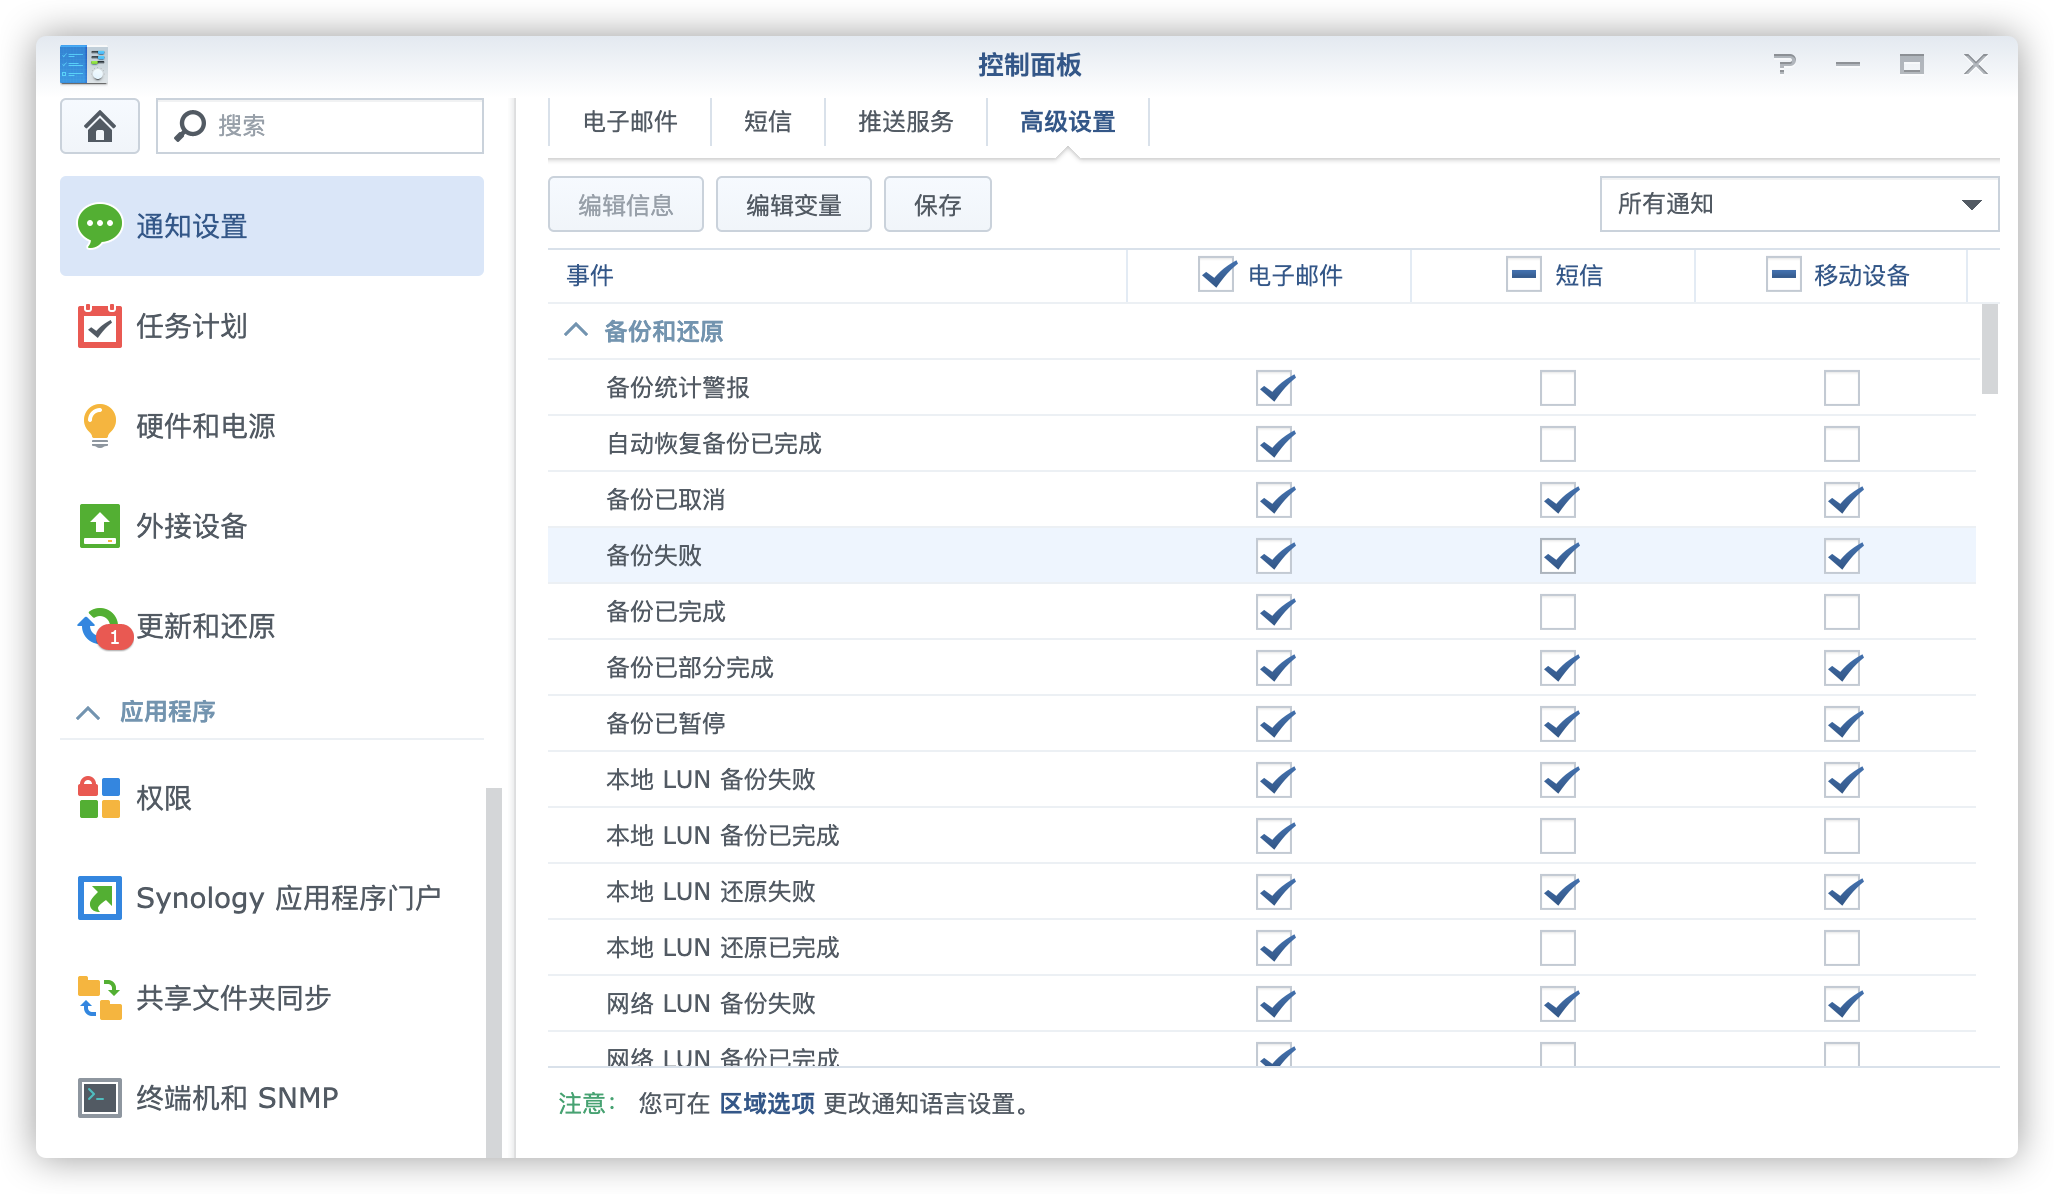 控制面板
搜索
通知设置
任务计划
硬件和电源
外接设备
1
更新和还原
应用程序
权限
Synology 应用程序门户
共享文件夹同步
终端机和 SNMP
电子邮件
短信
推送服务
高级设置
编辑信息
编辑变量
保存
所有通知
事件
电子邮件
短信
移动设备
备份和还原
备份统计警报
自动恢复备份已完成
备份已取消
备份失败
备份已完成
备份已部分完成
备份已暂停
本地 LUN 备份失败
本地 LUN 备份已完成
本地 LUN 还原失败
本地 LUN 还原已完成
网络 LUN 备份失败
网络 LUN 备份已完成
注意： 您可在 区域选项 更改通知语言设置。